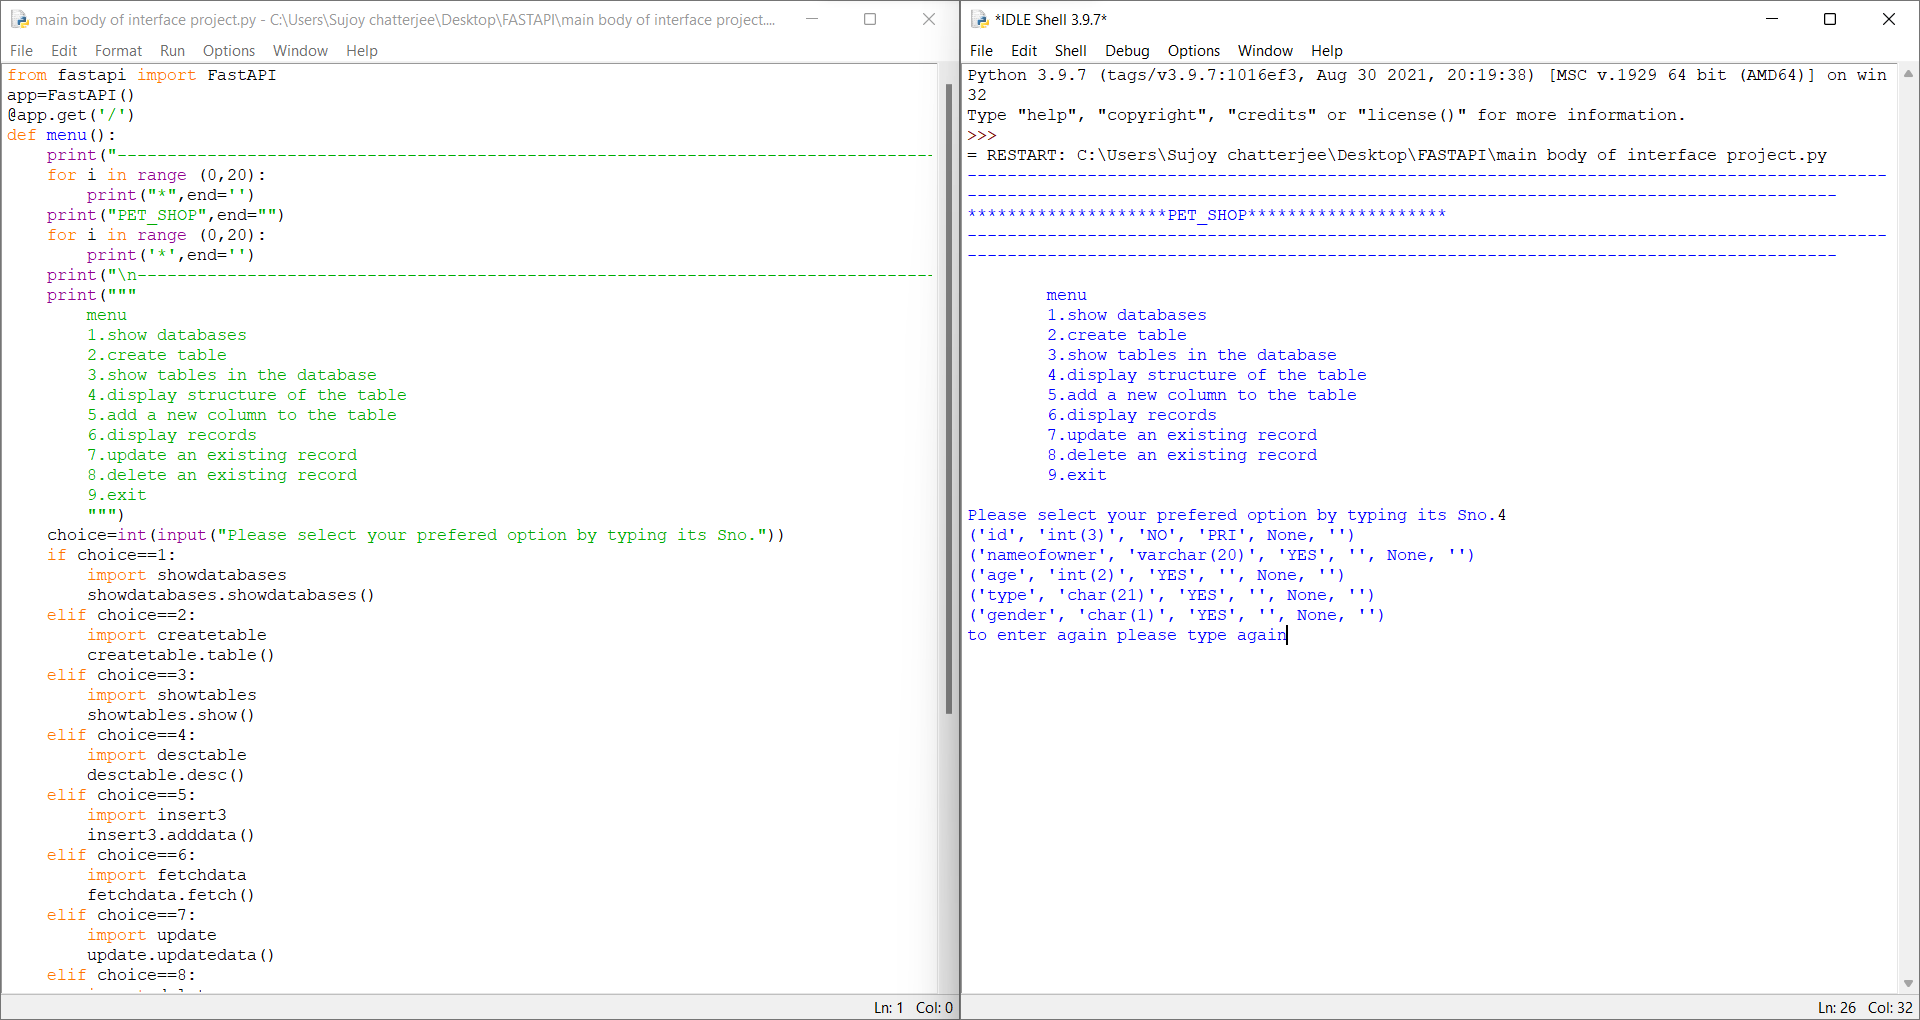 main body of interface project.py - C:\Users\Sujoy chatterjee\Desktop\FASTAPI\main body of interface project....
File Edit Format Run Options Window Help
from fastapi import FastAPI
app=FastAPI()
@app.get('/')
def menu():
    print("----------------------------------------------------------------------------------
    for i in range (0,20):
        print("*",end='')
    print("PET_SHOP",end="")
    for i in range (0,20):
        print('*',end='')
    print("\n--------------------------------------------------------------------------------
    print("""
        menu
        1.show databases
        2.create table
        3.show tables in the database
        4.display structure of the table
        5.add a new column to the table
        6.display records
        7.update an existing record
        8.delete an existing record
        9.exit
        """)
    choice=int(input("Please select your prefered option by typing its Sno."))
    if choice==1:
        import showdatabases
        showdatabases.showdatabases()
    elif choice==2:
        import createtable
        createtable.table()
    elif choice==3:
        import showtables
        showtables.show()
    elif choice==4:
        import desctable
        desctable.desc()
    elif choice==5:
        import insert3
        insert3.adddata()
    elif choice==6:
        import fetchdata
        fetchdata.fetch()
    elif choice==7:
        import update
        update.updatedata()
    elif choice==8:
Ln: 1 Col: 0
*IDLE Shell 3.9.7*
File Edit Shell Debug Options Window Help
Python 3.9.7 (tags/v3.9.7:1016ef3, Aug 30 2021, 20:19:38) [MSC v.1929 64 bit (AMD64)] on win
32
Type "help", "copyright", "credits" or "license()" for more information.
>>>
= RESTART: C:\Users\Sujoy chatterjee\Desktop\FASTAPI\main body of interface project.py
--------------------------------------------------------------------------------------------
---------------------------------------------------------------------------------------
********************PET_SHOP********************
--------------------------------------------------------------------------------------------
---------------------------------------------------------------------------------------
        menu
        1.show databases
        2.create table
        3.show tables in the database
        4.display structure of the table
        5.add a new column to the table
        6.display records
        7.update an existing record
        8.delete an existing record
        9.exit
Please select your prefered option by typing its Sno.4
('id', 'int(3)', 'NO', 'PRI', None, '')
('nameofowner', 'varchar(20)', 'YES', '', None, '')
('age', 'int(2)', 'YES', '', None, '')
('type', 'char(21)', 'YES', '', None, '')
('gender', 'char(1)', 'YES', '', None, '')
to enter again please type again
Ln: 26 Col: 32